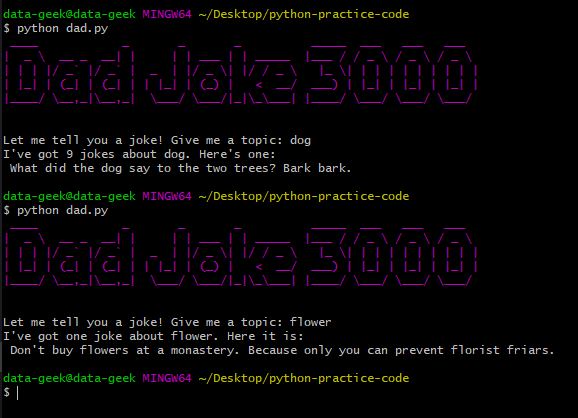 data-geek@data-geek MINGW64 ~/Desktop/python-practice-code
$ python dad.py
Dad Joke 3000
Let me tell you a joke! Give me a topic: dog
I've got 9 jokes about dog. Here's one:
What did the dog say to the two trees? Bark bark.
data-geek@data-geek MINGW64 ~/Desktop/python-practice-code
$ python dad.py
Dad Joke 3000
Let me tell you a joke! Give me a topic: flower
I've got one joke about flower. Here it is:
Don't buy flowers at a monastery. Because only you can prevent florist friars.
data-geek@data-geek MINGW64 ~/Desktop/python-practice-code
$